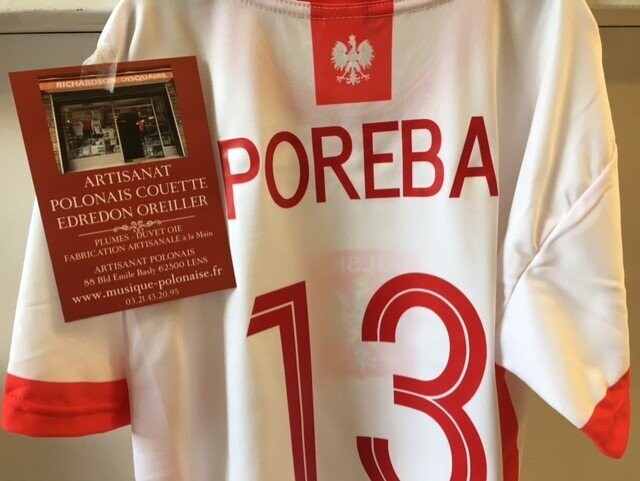 RICHARDSON DISQUAIRE
ARTISANAT
POLONAIS COUETTE
EDREDON OREILLER
PLUMES - DUVET OIE
FABRICATION ARTISANALE à la Main
ARTISANAT POLONAIS
88 Bld Emile Basly 62300 LENS
www.musique-polonaise.fr
03.21.43.20.95
POREBA
13